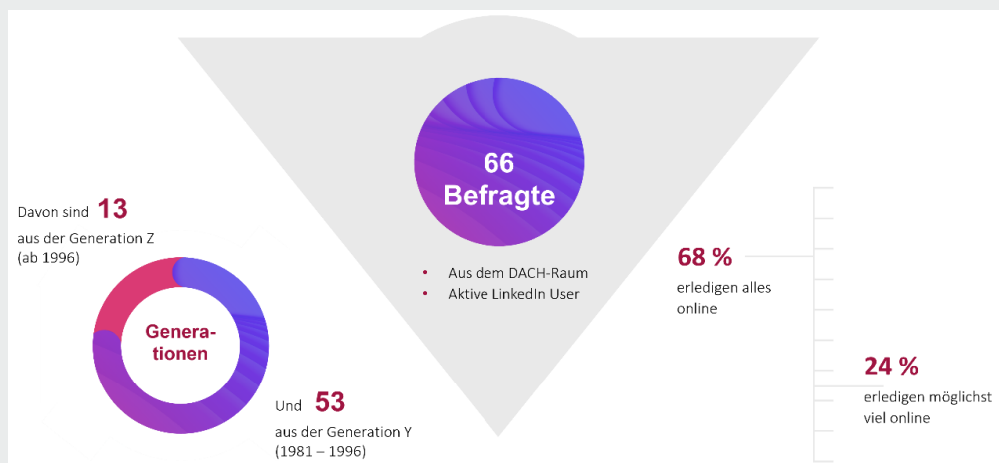 66
Befragte
• Aus dem DACH-Raum
• Aktive LinkedIn User
Davon sind 13
aus der Generation Z
(ab 1996)
Genera-
tionen
Und 53
aus der Generation Y
(1981 – 1996)
68 %
erledigen alles
online
24 %
erledigen möglichst
viel online